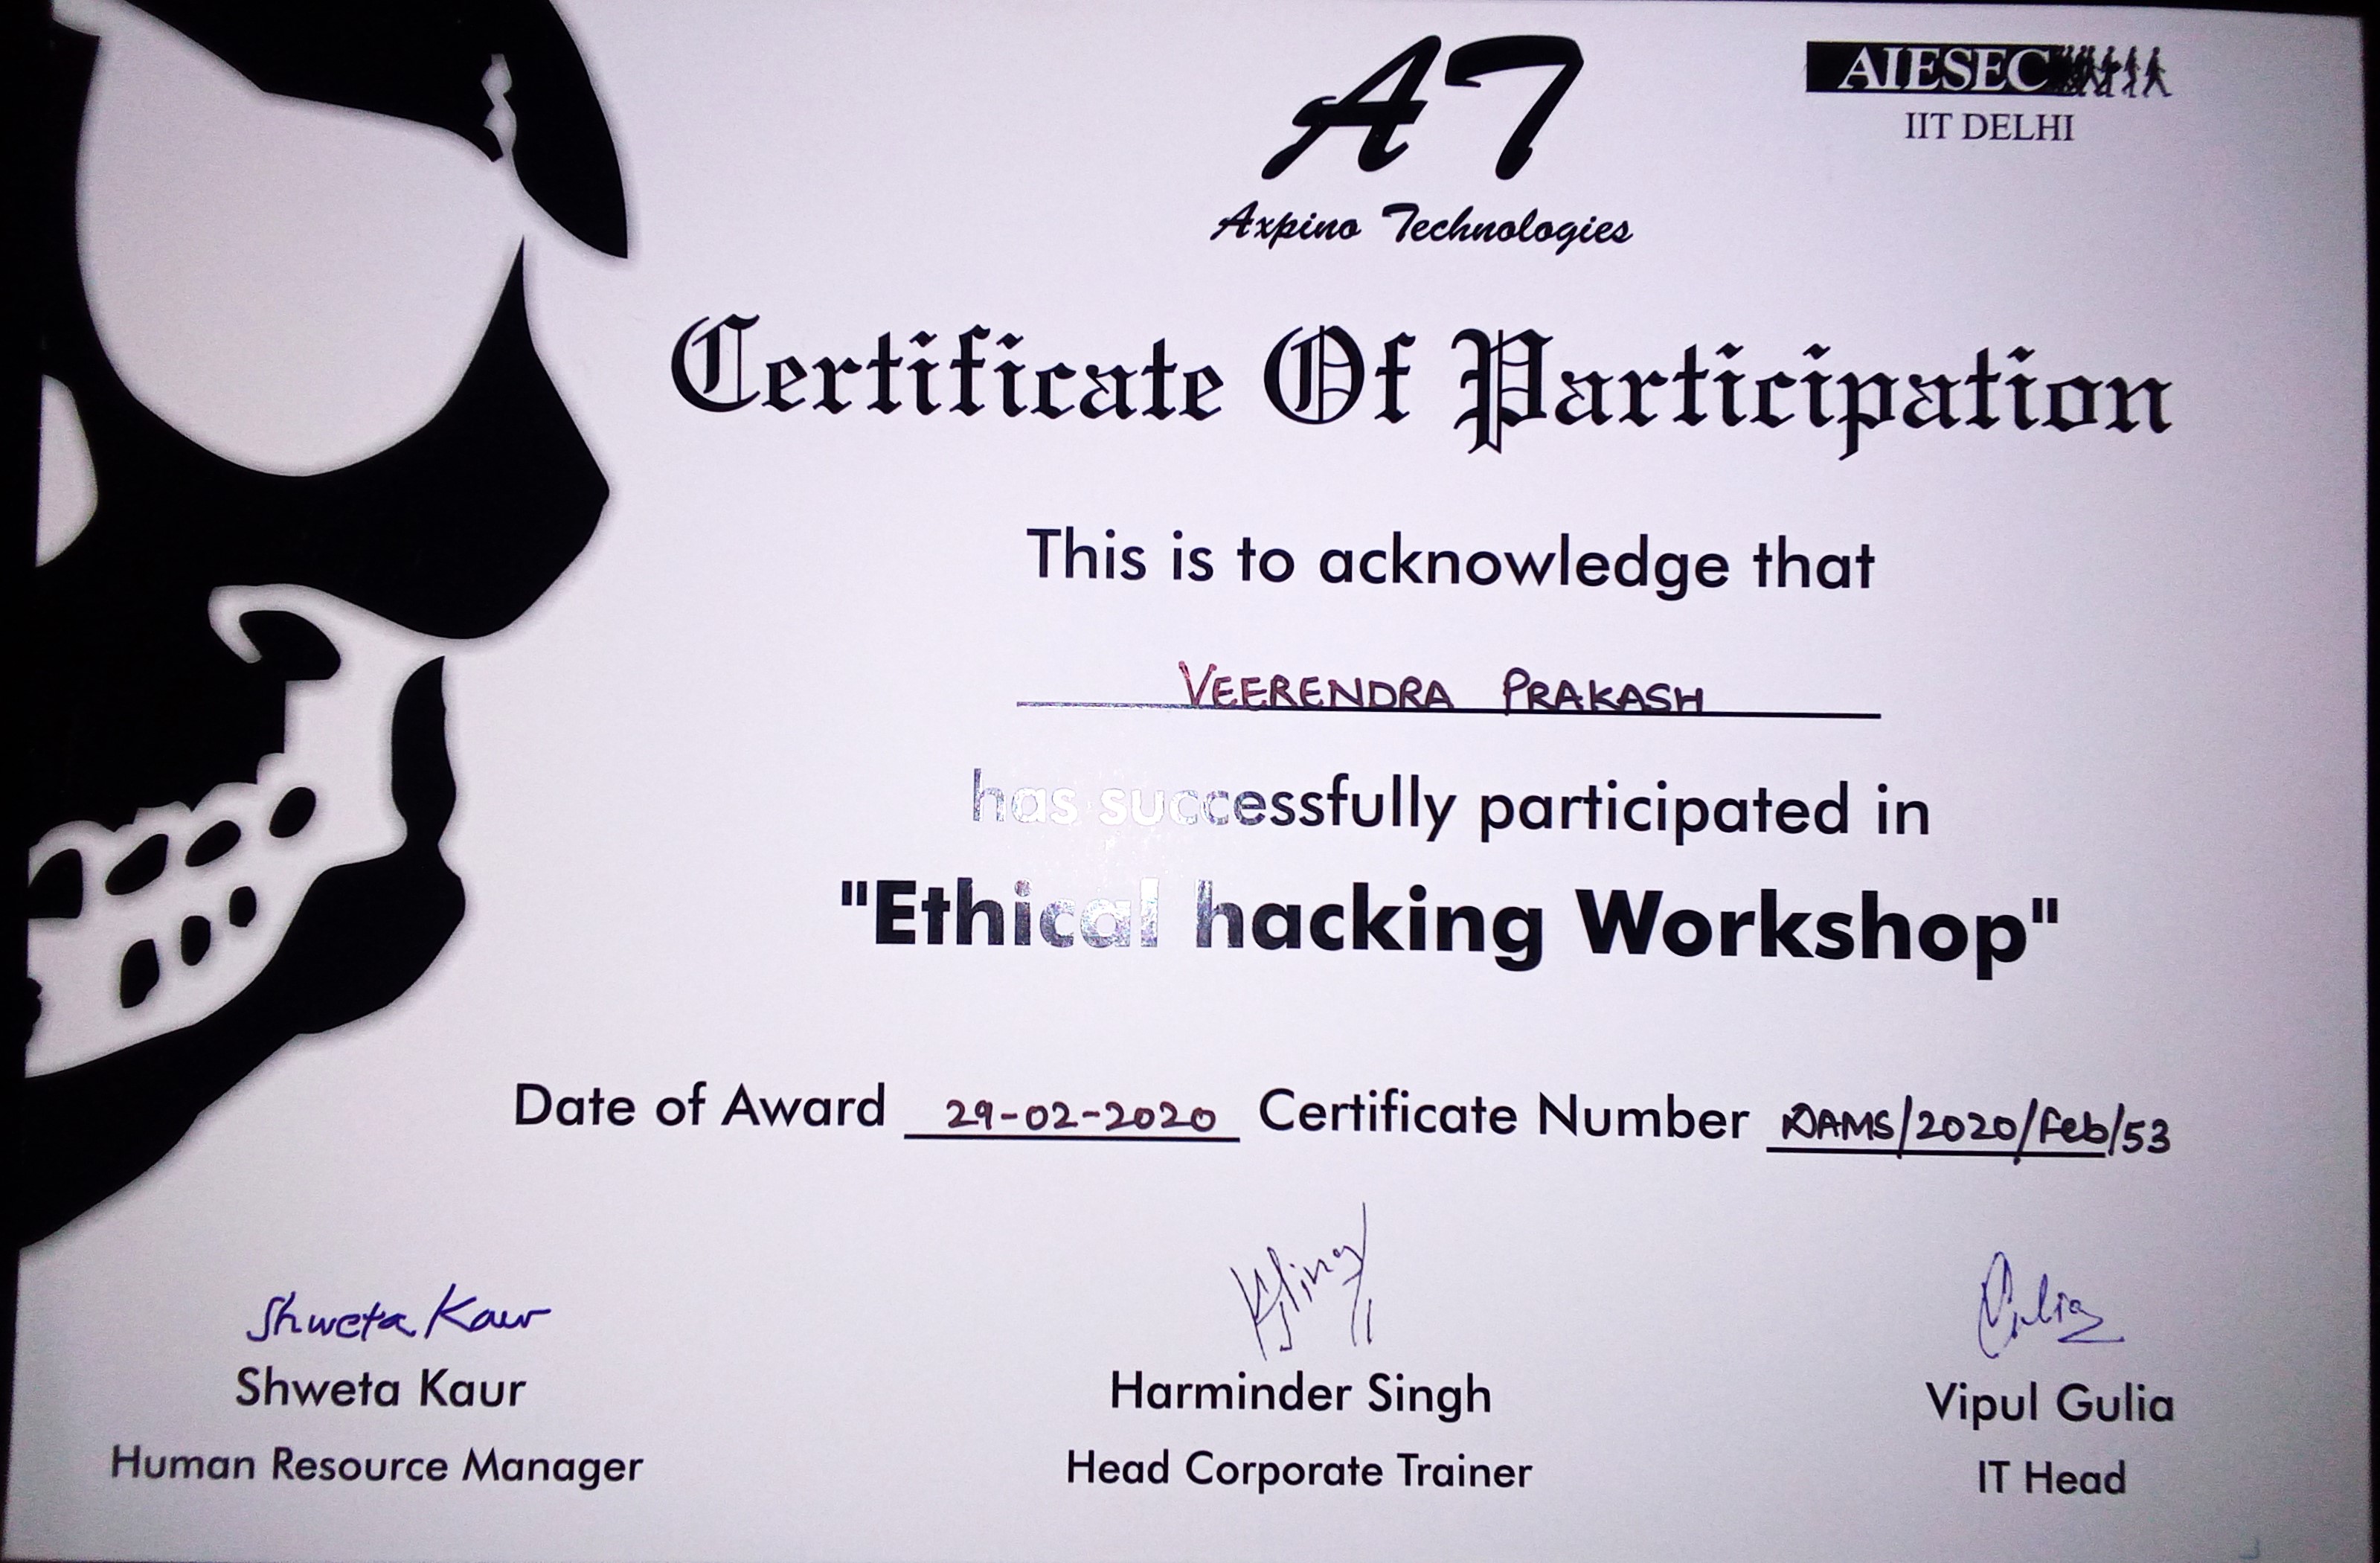 AT
Axpino Technologies
AIESEC
IIT DELHI
Certificate Of Participation
This is to acknowledge that
VEERENDRA PRAKASH
has successfully participated in
"Ethical hacking Workshop"
Date of Award 29-02-2020 Certificate Number DAMS/2020/Feb/53
Shweta Kaur
Shweta Kaur
Human Resource Manager
Harminder Singh
Head Corporate Trainer
Gulia
Vipul Gulia
IT Head